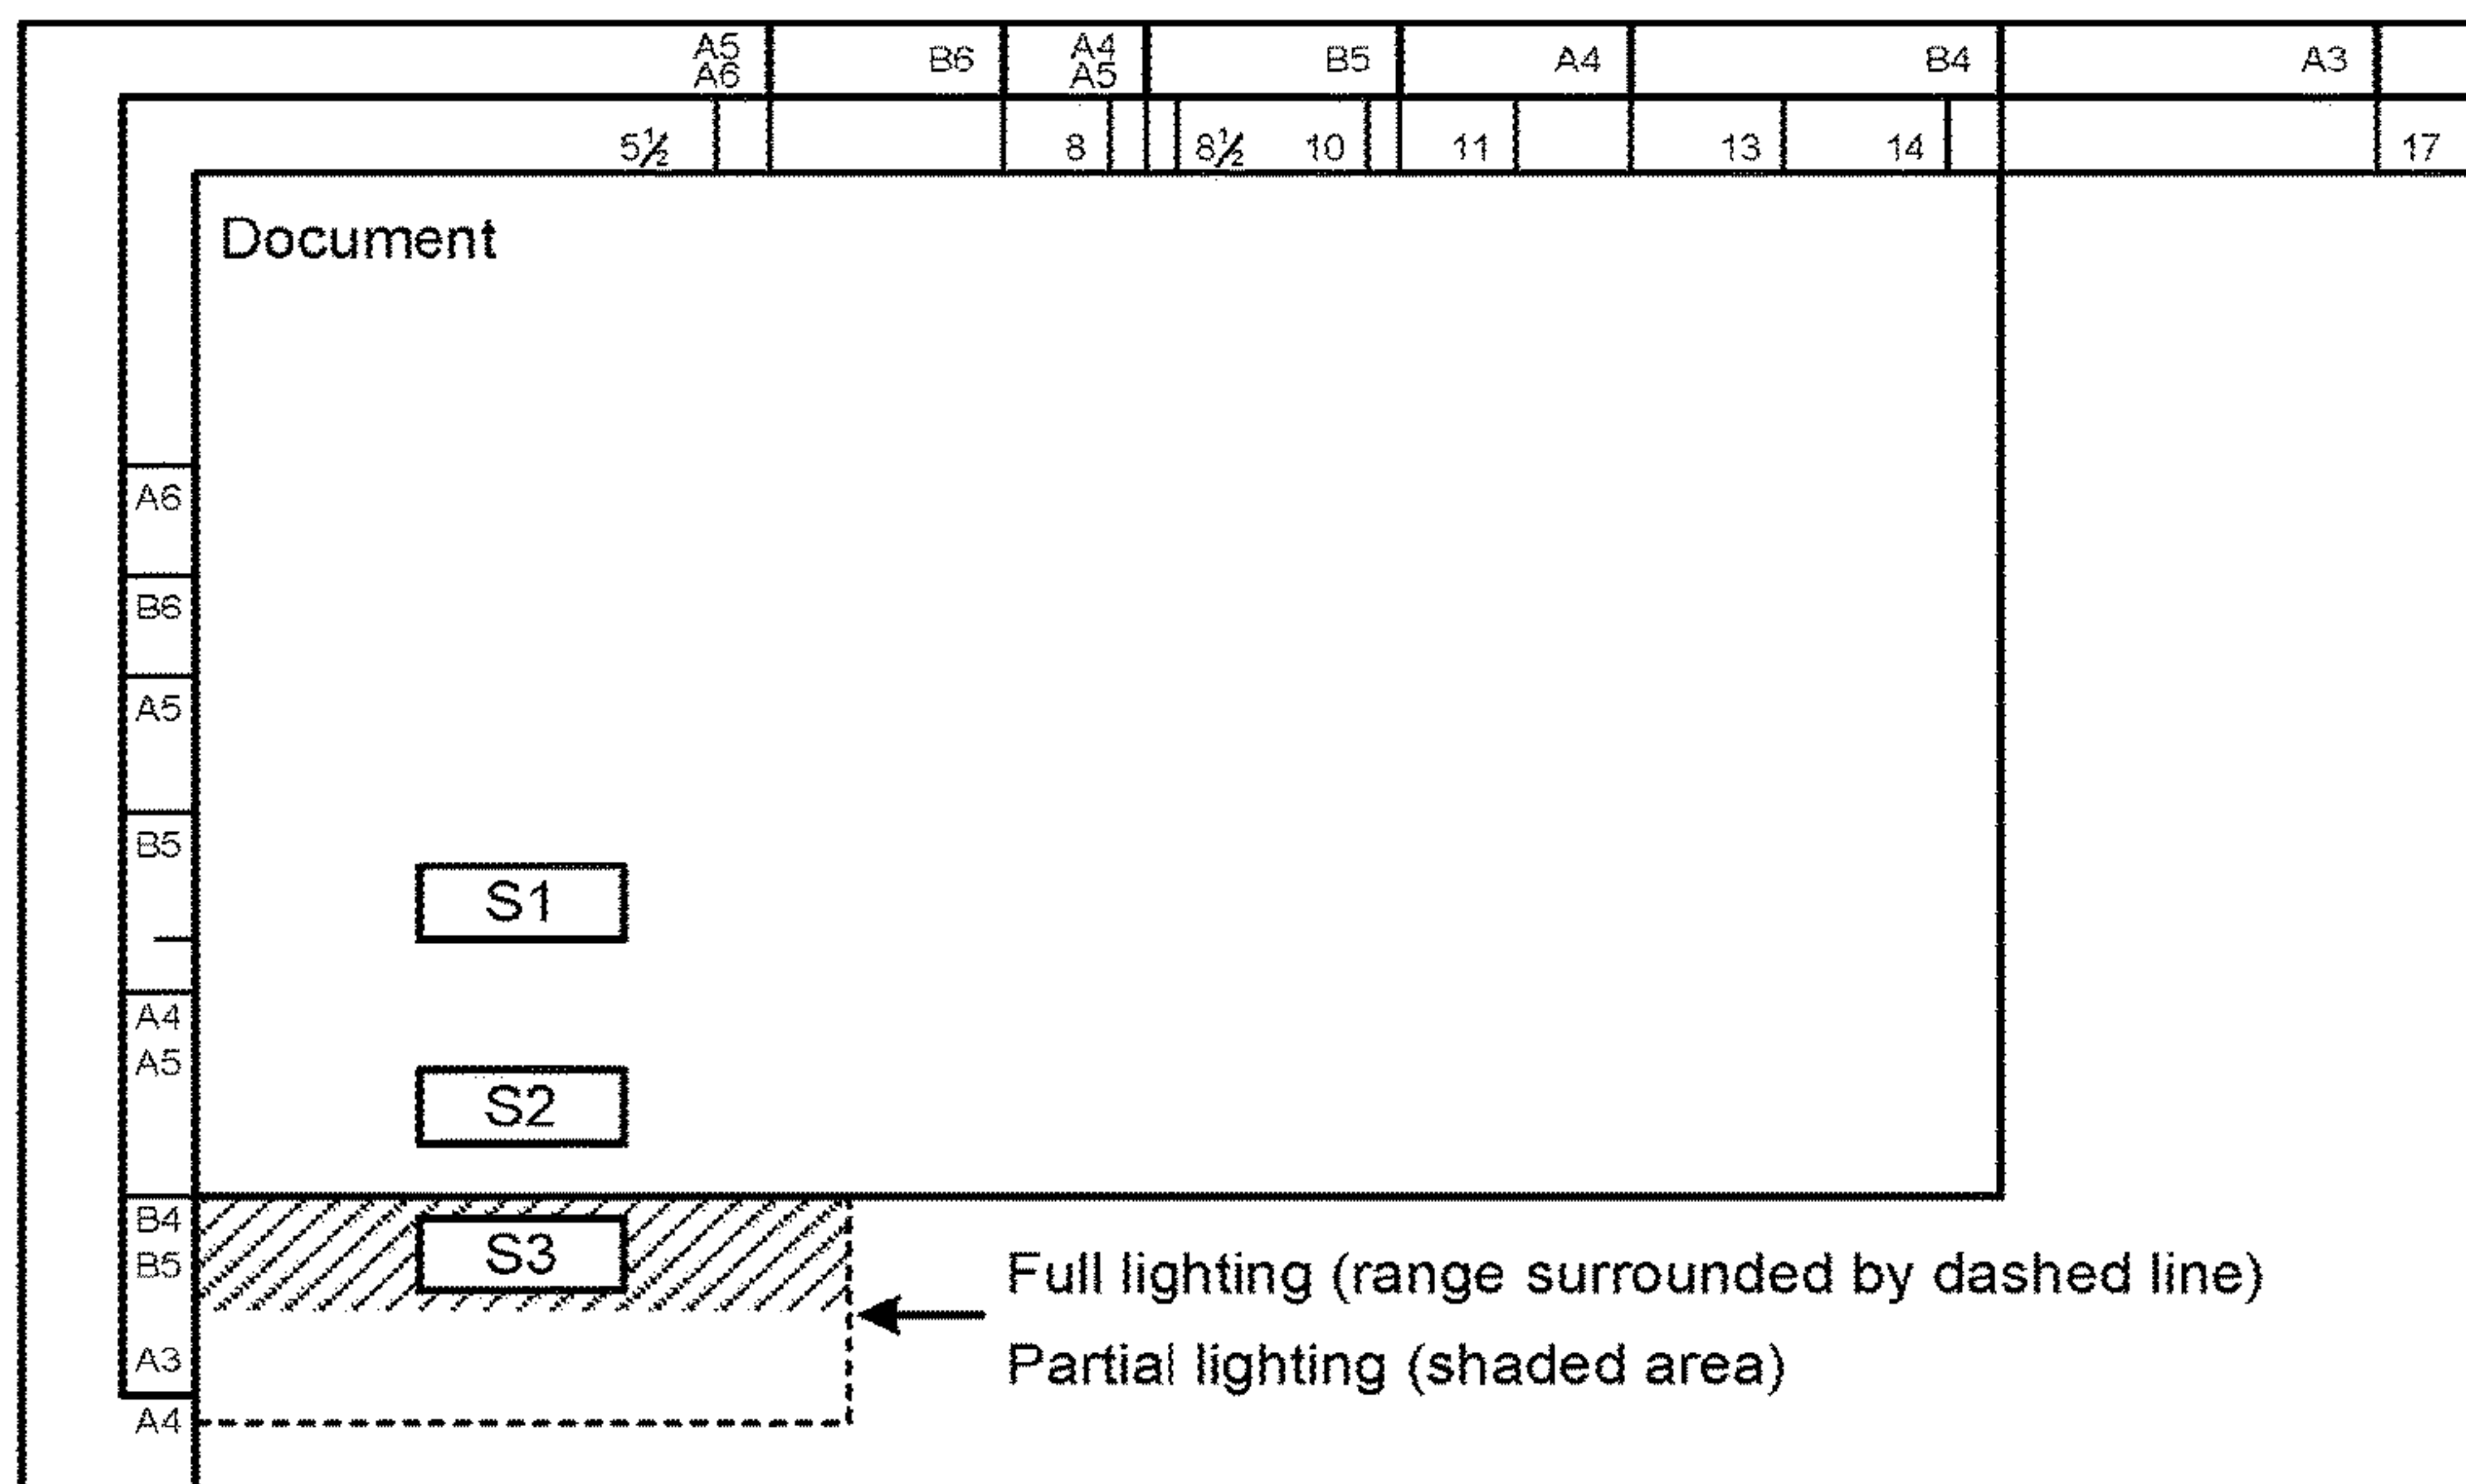 A5 B6 A4 B5 A4 B4 A3
A6 A5
5½ 8 8½ 10 11 13 14 17
Document
A6
B6
A5
B5
S1
A4
A5
S2
B4
B5
S3
Full lighting (range surrounded by dashed line)
Partial lighting (shaded area)
A3
A4